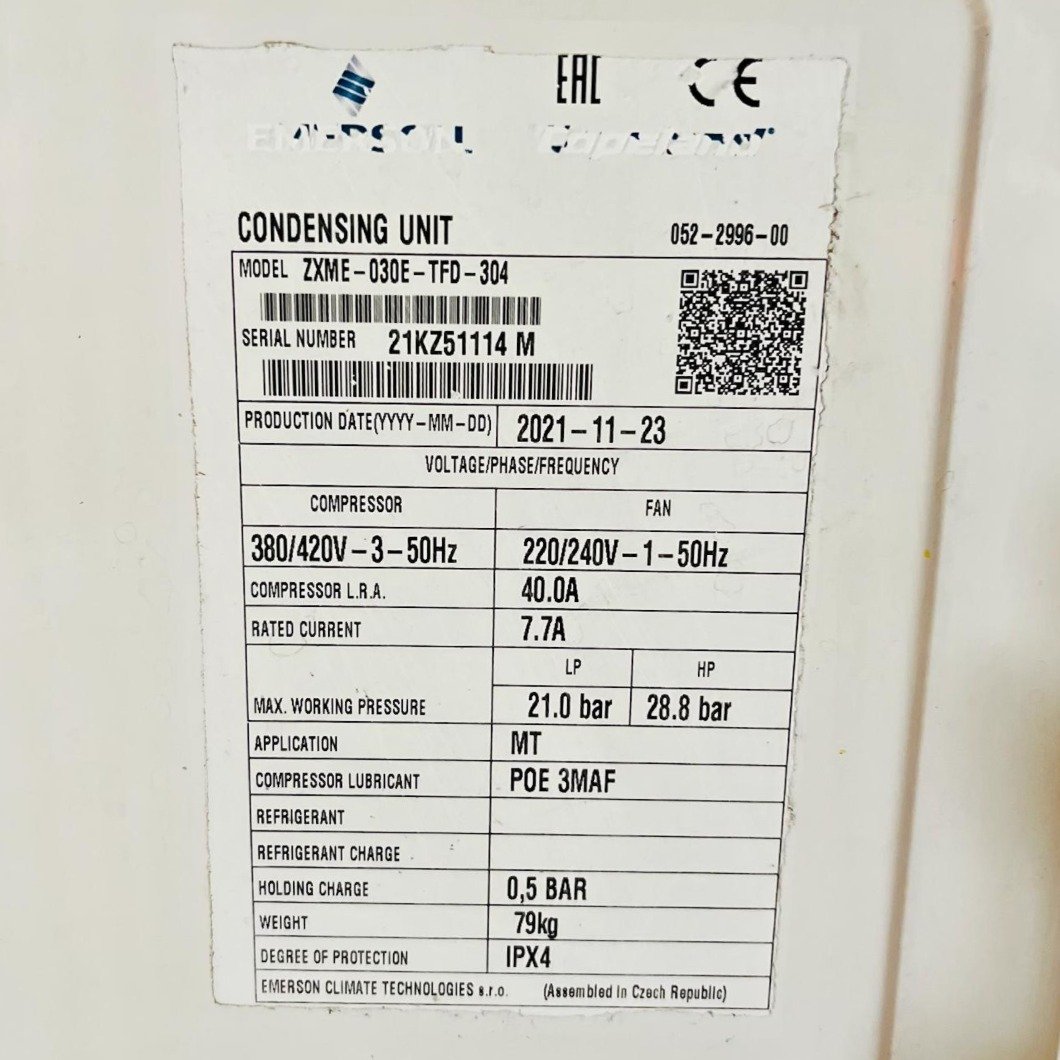 EAC CE
EMERSON Copeland
CONDENSING UNIT 052-2996-00
MODEL ZXME-030E-TFD-304
SERIAL NUMBER 21KZ51114 M
PRODUCTION DATE(YYYY-MM-DD) 2021-11-23
VOLTAGE/PHASE/FREQUENCY
COMPRESSOR FAN
380/420V-3-50Hz 220/240V-1-50Hz
COMPRESSOR L.R.A. 40.0A
RATED CURRENT 7.7A
LP HP
MAX. WORKING PRESSURE 21.0 bar 28.8 bar
APPLICATION MT
COMPRESSOR LUBRICANT POE 3MAF
REFRIGERANT
REFRIGERANT CHARGE
HOLDING CHARGE 0,5 BAR
WEIGHT 79kg
DEGREE OF PROTECTION IPX4
EMERSON CLIMATE TECHNOLOGIES s.r.o. (Assembled in Czech Republic)